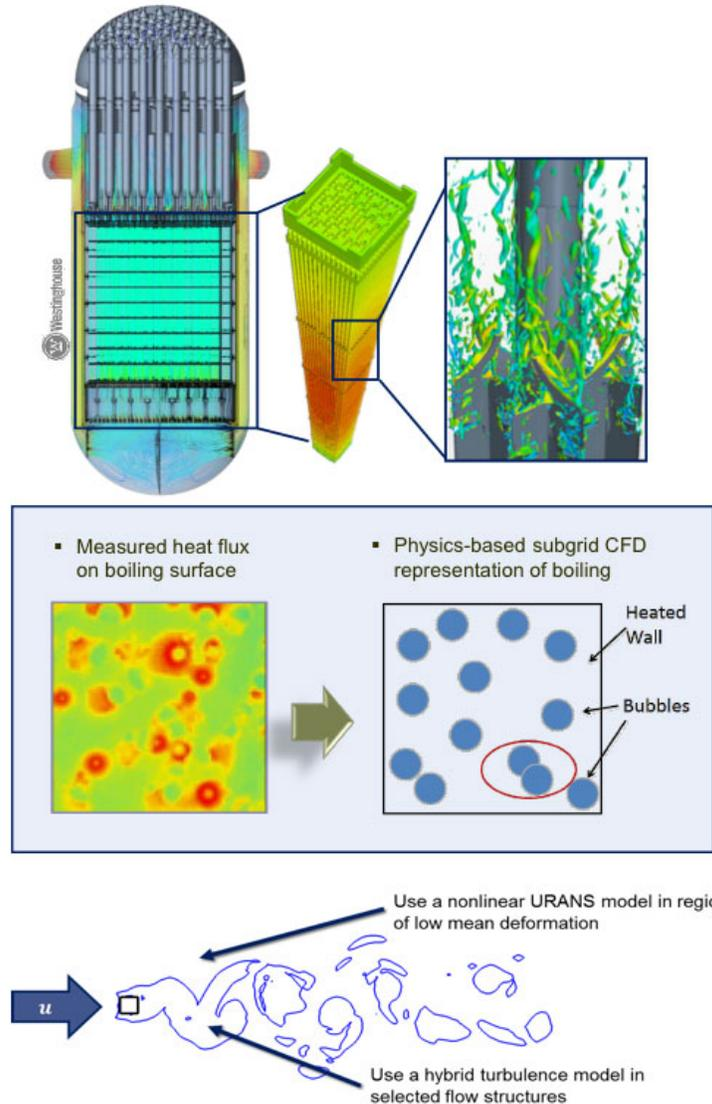 Westinghouse
▪ Measured heat flux
on boiling surface
▪ Physics-based subgrid CFD
representation of boiling
Heated
Wall
Bubbles
Use a nonlinear URANS model in regio
of low mean deformation
u
Use a hybrid turbulence model in
selected flow structures